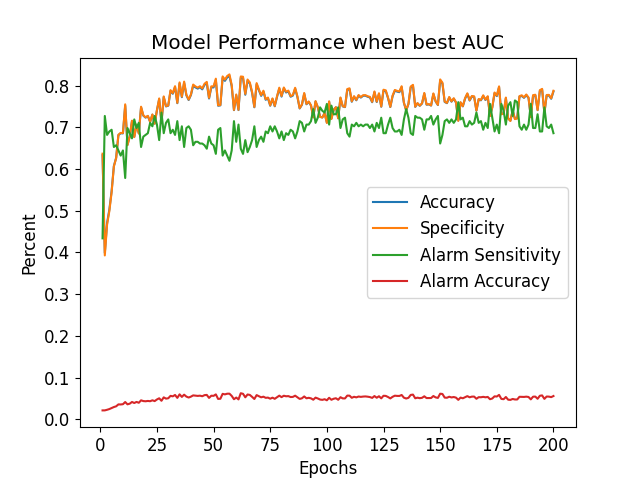 Model Performance when best AUC
Percent
0.8
0.7
0.6
0.5
0.4
0.3
0.2
0.1
0.0
Accuracy
Specificity
Alarm Sensitivity
Alarm Accuracy
0 25 50 75 100 125 150 175 200
Epochs